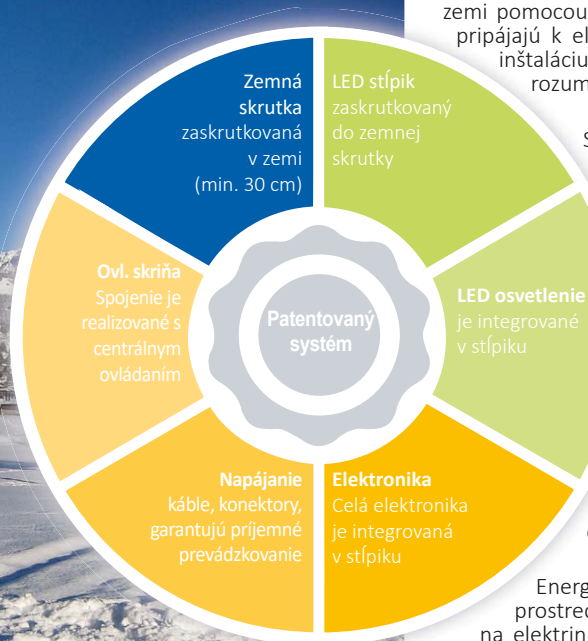 zemi pomocou
pripájajú k el
inštaláciu
rozum
Zemná
skrutka
zaskrutkovaná
v zemi
(min. 30 cm)
LED stĺpik
zaskrutkovaný
do zemnej
skrutky
LED osvetlenie
je integrované
v stĺpiku
Elektronika
Celá elektronika
je integrovaná
v stĺpiku
Napájanie
káble, konektory,
garantujú príjemné
prevádzkovanie
Ovl. skriňa
Spojenie je
realizované s
centrálnym
ovládaním
Patentovaný
systém
Energ
prostred
na elektrin